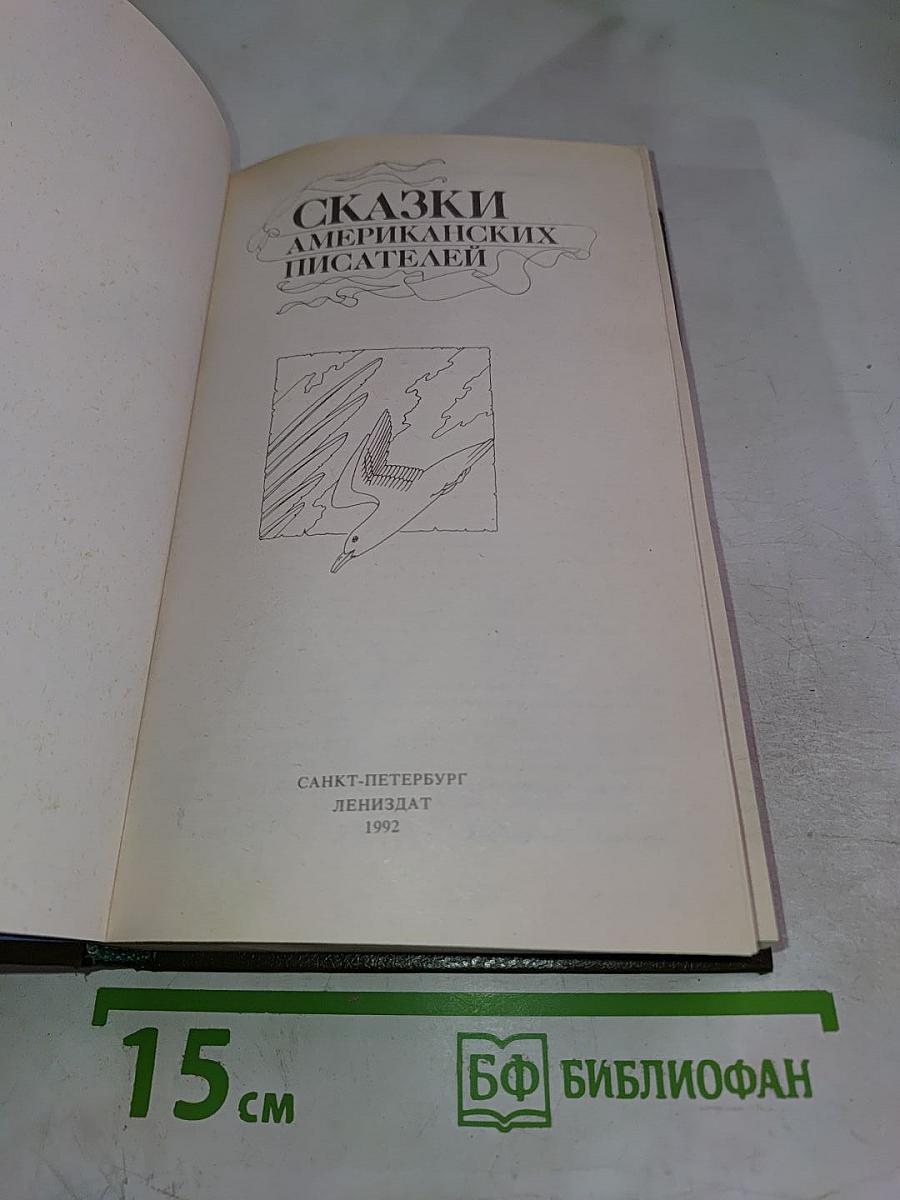 СКАЗКИ
АМЕРИКАНСКИХ
ПИСАТЕЛЕЙ
САНКТ-ПЕТЕРБУРГ
ЛЕНИЗДАТ
1992
15 см
БФ БИБЛИОФАН